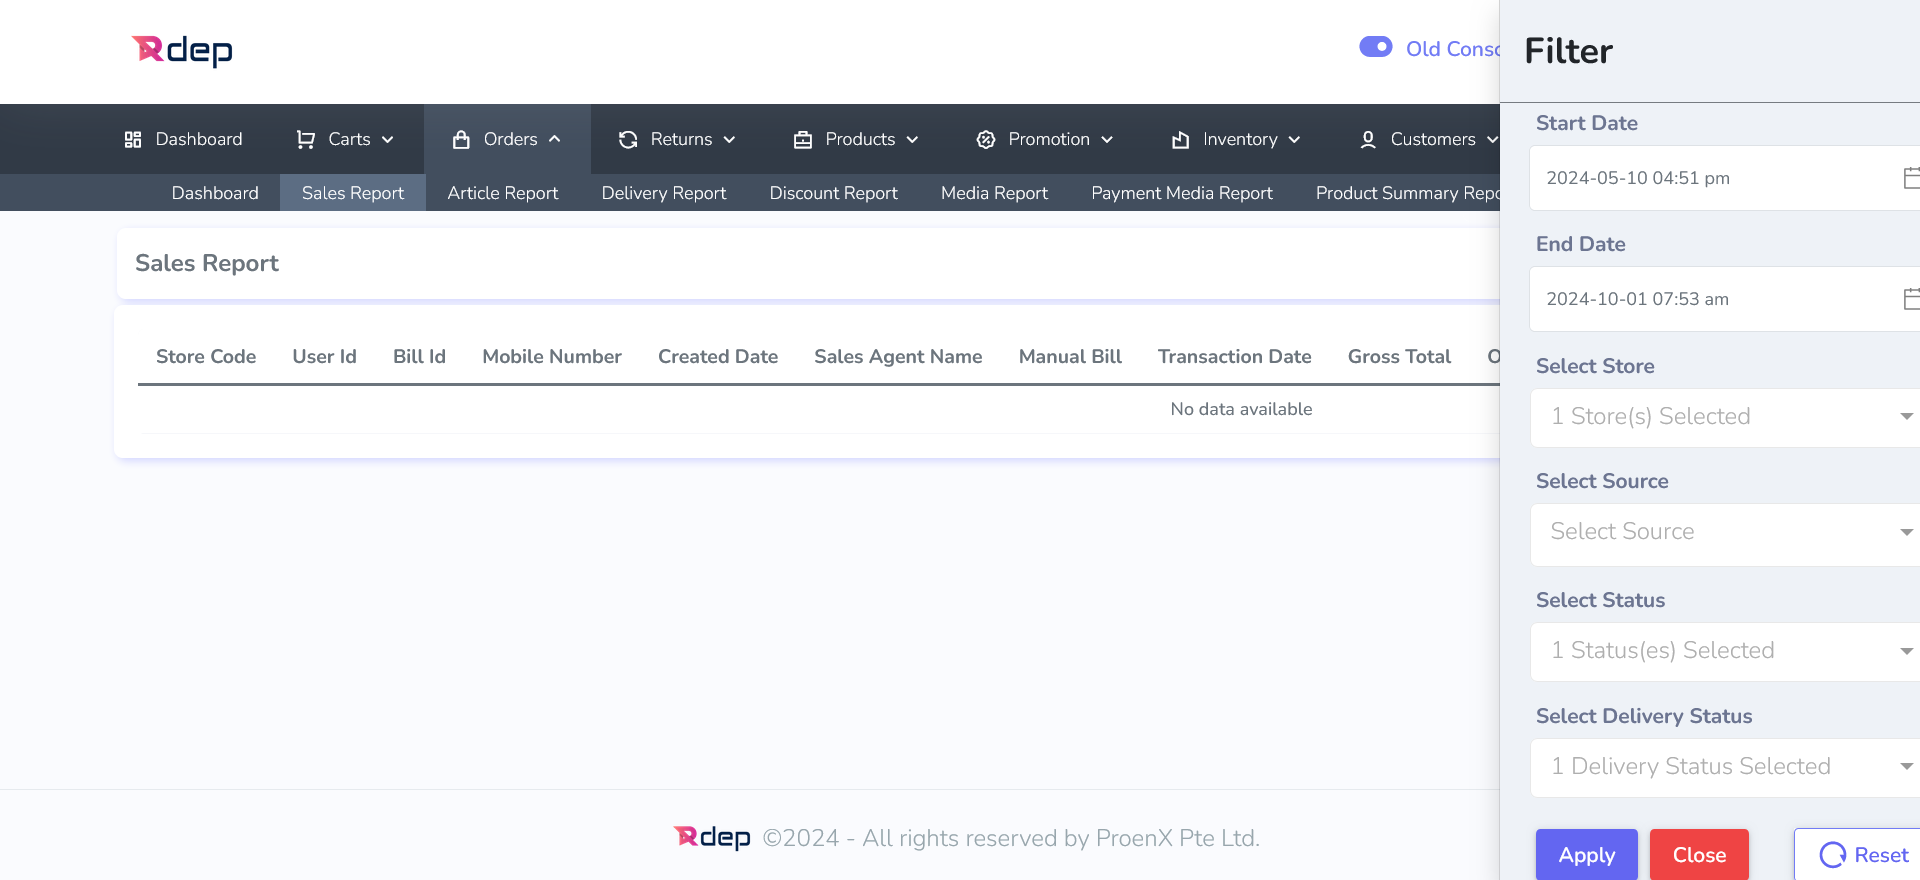 Rdep
Old Conso
Dashboard Carts Orders Returns Products Promotion Inventory Customers
Dashboard Sales Report Article Report Delivery Report Discount Report Media Report Payment Media Report Product Summary Repo
Sales Report
Store Code User Id Bill Id Mobile Number Created Date Sales Agent Name Manual Bill Transaction Date Gross Total O
No data available
Rdep ©2024 - All rights reserved by ProenX Pte Ltd.
Filter
Start Date
2024-05-10 04:51 pm
End Date
2024-10-01 07:53 am
Select Store
1 Store(s) Selected
Select Source
Select Source
Select Status
1 Status(es) Selected
Select Delivery Status
1 Delivery Status Selected
Apply Close Reset